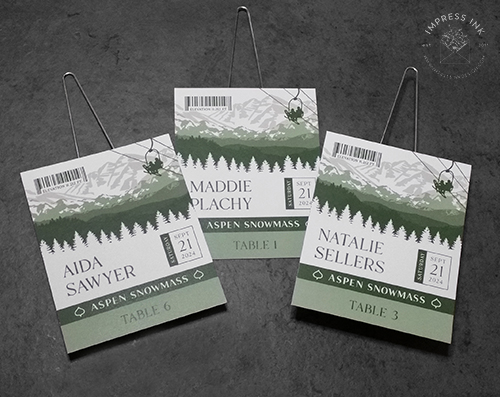 IMPRESS INK
MADDIE
PLACHY
SATURDAY
SEPT
21
2024
ASPEN SNOWMASS
TABLE 1
AIDA
SAWYER
SATURDAY
SEPT
21
2024
ASPEN SNOWMASS
TABLE 6
NATALIE
SELLERS
SATURDAY
SEPT
21
2024
ASPEN SNOWMASS
TABLE 3